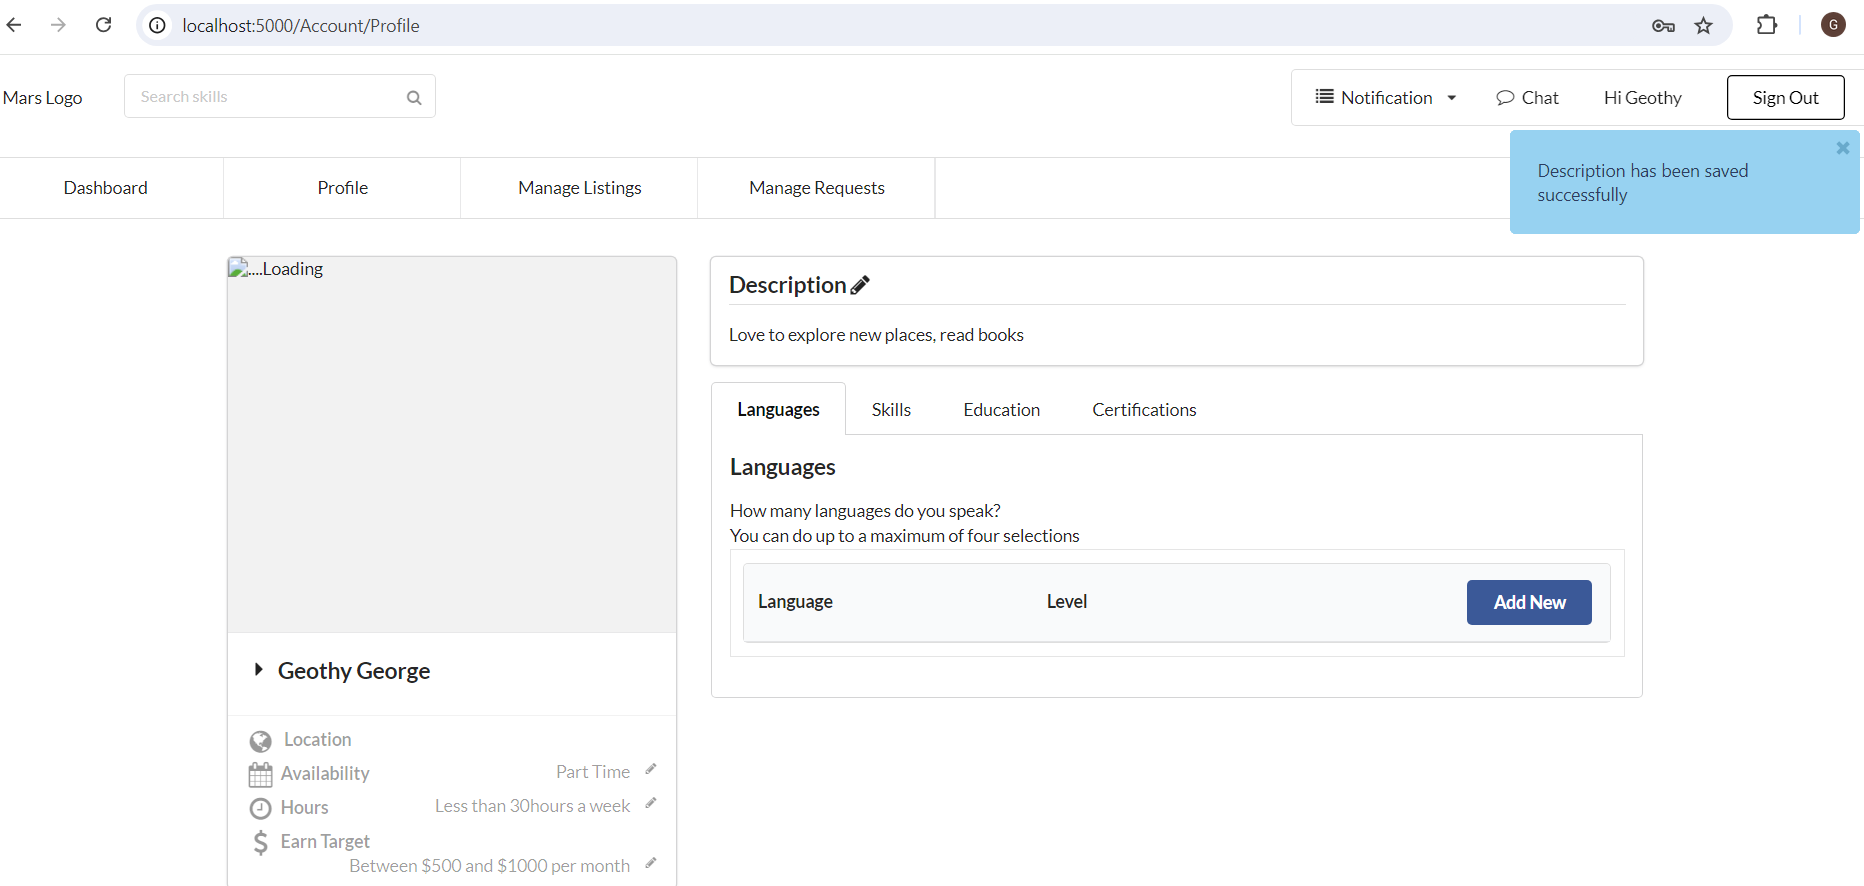 localhost:5000/Account/Profile
G
Mars Logo
Search skills
Notification
Chat
Hi Geothy
Sign Out
Dashboard
Profile
Manage Listings
Manage Requests
Description has been saved
successfully
....Loading
Description
Love to explore new places, read books
Languages
Skills
Education
Certifications
Languages
How many languages do you speak?
You can do up to a maximum of four selections
Language
Level
Add New
Geothy George
Location
Availability
Part Time
Hours
Less than 30hours a week
Earn Target
Between $500 and $1000 per month